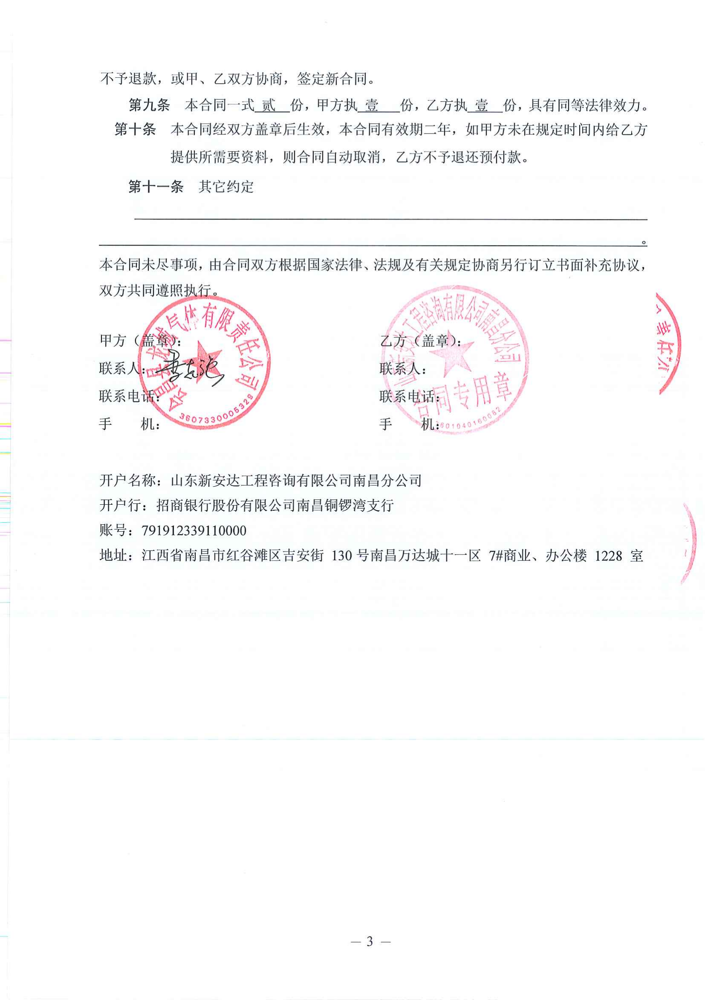 不予退款，或甲、乙双方协商，签定新合同。
第九条 本合同一式 贰 份，甲方执 壹 份，乙方执 壹 份，具有同等法律效力。
第十条 本合同经双方盖章后生效，本合同有效期二年，如甲方未在规定时间内给乙方
提供所需要资料，则合同自动取消，乙方不予退还预付款。
第十一条 其它约定
。
本合同未尽事项，由合同双方根据国家法律、法规及有关规定协商另行订立书面补充协议，
双方共同遵照执行。
甲方（盖章）： 乙方（盖章）：
联系人： 联系人：
联系电话： 联系电话：
手 机： 手 机：
会昌县龙城气体有限责任公司
3607330005329
山东新安达工程咨询有限公司南昌分公司
合同专用章
3601040160082
责任公
开户名称：山东新安达工程咨询有限公司南昌分公司
开户行：招商银行股份有限公司南昌铜锣湾支行
账号：791912339110000
地址：江西省南昌市红谷滩区吉安街 130 号南昌万达城十一区 7#商业、办公楼 1228 室
— 3 —